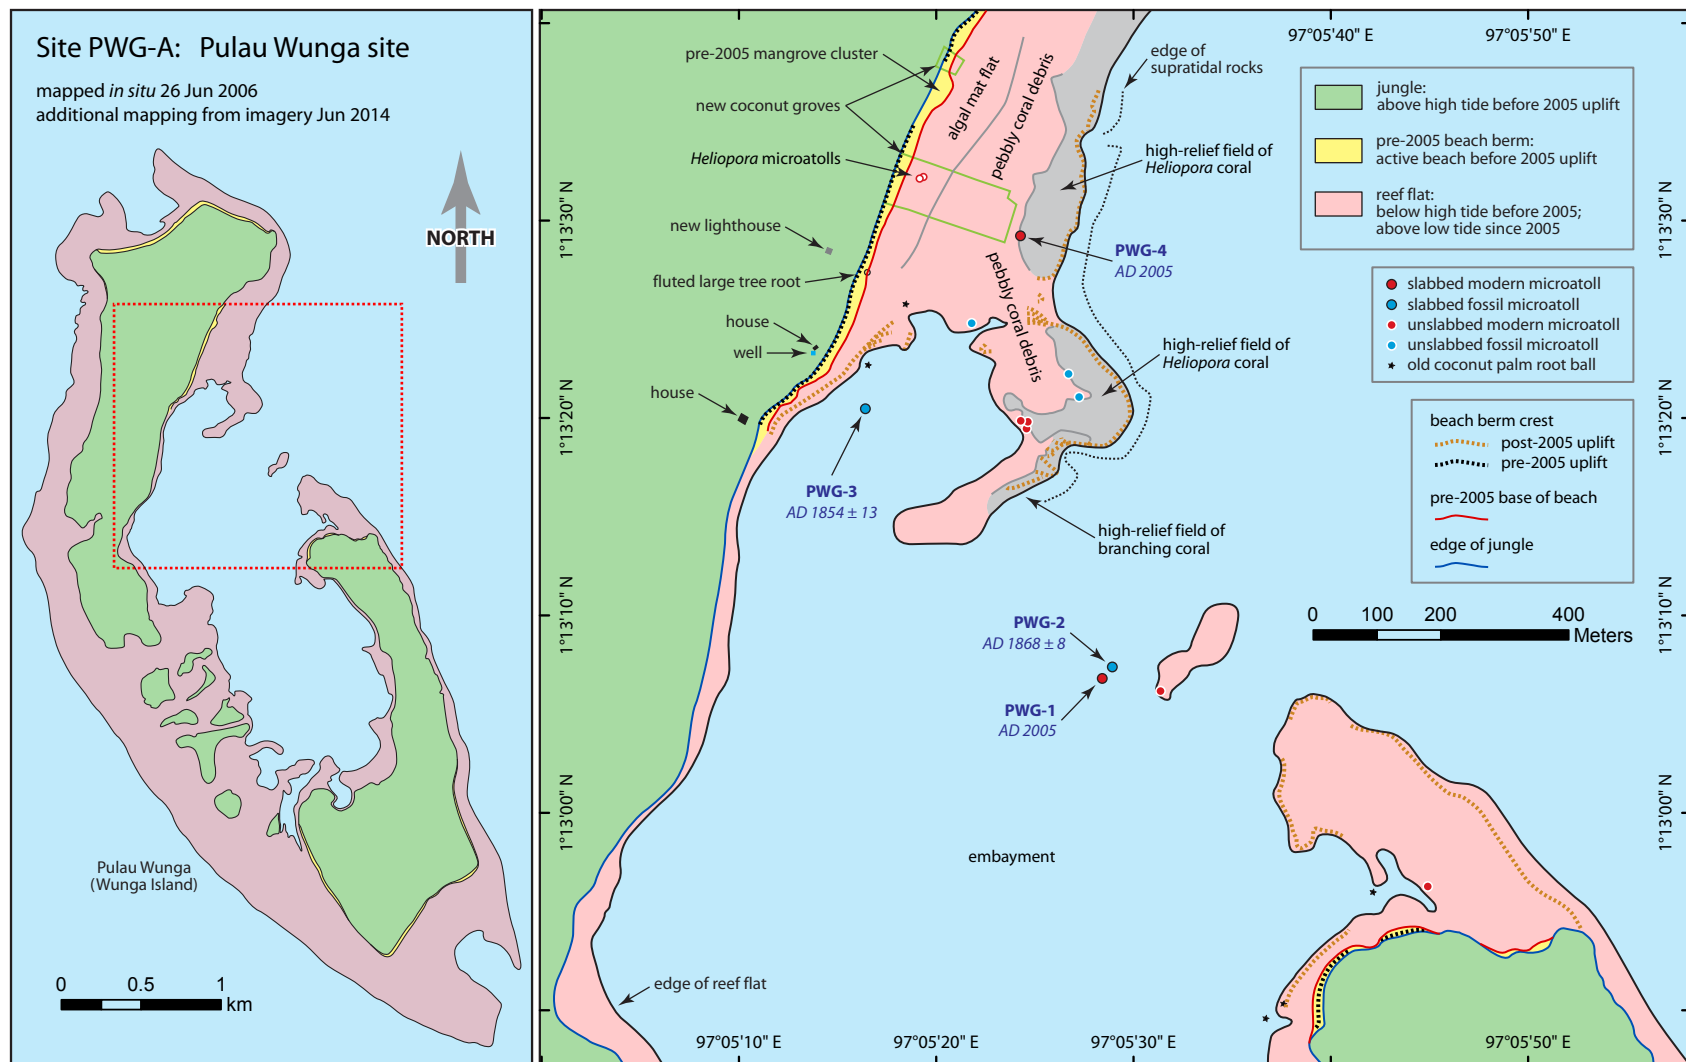 Site PWG-A: Pulau Wunga site
mapped in situ 26 Jun 2006
additional mapping from imagery Jun 2014
NORTH
Pulau Wunga
(Wunga Island)
0 0.5 1
km
pre-2005 mangrove cluster
new coconut groves
Heliopora microatolls
new lighthouse
fluted large tree root
house
well
house
algal mat flat
pebbly coral debris
pebbly coral debris
edge of
supratidal rocks
high-relief field of
Heliopora coral
PWG-4
AD 2005
high-relief field of
Heliopora coral
PWG-3
AD 1854 ± 13
high-relief field of
branching coral
PWG-2
AD 1868 ± 8
PWG-1
AD 2005
embayment
edge of reef flat
97°05'40" E
97°05'50" E
jungle:
above high tide before 2005 uplift
pre-2005 beach berm:
active beach before 2005 uplift
reef flat:
below high tide before 2005;
above low tide since 2005
slabbed modern microatoll
slabbed fossil microatoll
unslabbed modern microatoll
unslabbed fossil microatoll
old coconut palm root ball
beach berm crest
post-2005 uplift
pre-2005 uplift
pre-2005 base of beach
edge of jungle
0 100 200 400
Meters
1°13'30" N
1°13'20" N
1°13'10" N
1°13'00" N
1°13'30" N
1°13'20" N
1°13'10" N
1°13'00" N
97°05'10" E
97°05'20" E
97°05'30" E
97°05'50" E